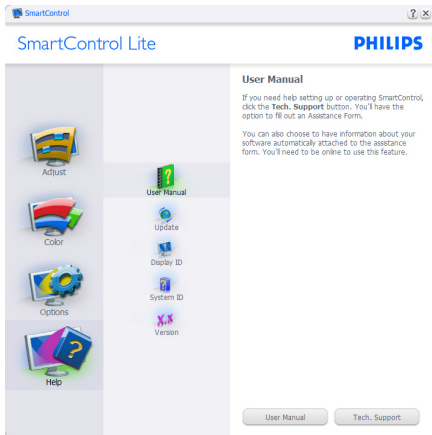 SmartControl
SmartControl Lite
PHILIPS
Adjust
Color
Options
Help
User Manual
Update
Display ID
System ID
X.X
Version
User Manual
If you need help setting up or operating SmartControl,
click the Tech. Support button. You'll have the
option to fill out an Assistance Form.
You can also choose to have information about your
software automatically attached to the assistance
form. You'll need to be online to use this feature.
User Manual
Tech. Support